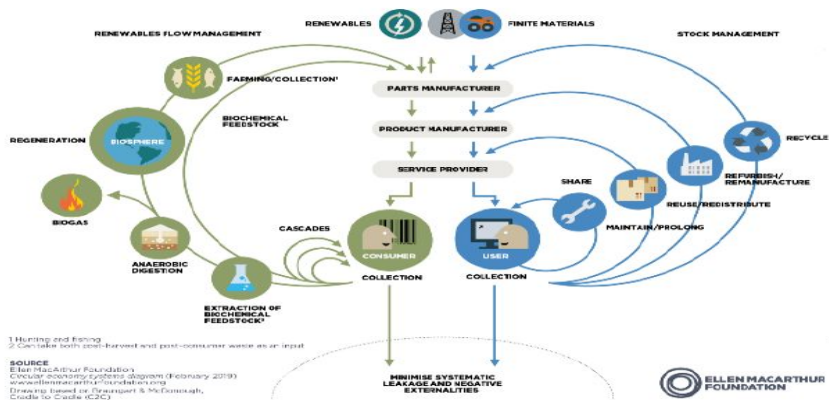 RENEWABLES
FINITE MATERIALS
RENEWABLES FLOW MANAGEMENT
STOCK MANAGEMENT
FARMING/COLLECTION¹
PARTS MANUFACTURER
BIOCHEMICAL
FEEDSTOCK
PRODUCT MANUFACTURER
REGENERATION
BIOSPHERE
RECYCLE
SERVICE PROVIDER
REFURBISH/
REMANUFACTURE
SHARE
REUSE/REDISTRIBUTE
BIOGAS
CASCADES
MAINTAIN/PROLONG
CONSUMER
USER
ANAEROBIC
DIGESTION
COLLECTION
COLLECTION
EXTRACTION OF
BIOCHEMICAL
FEEDSTOCK²
1 Hunting and fishing
2 Can take both post-harvest and post-consumer waste as an input
SOURCE
Ellen MacArthur Foundation
Circular economy systems diagram (February 2019)
www.ellenmacarthurfoundation.org
Drawing based on Braungart & McDonough,
Cradle to Cradle (C2C)
MINIMISE SYSTEMATIC
LEAKAGE AND NEGATIVE
EXTERNALITIES
ELLEN MACARTHUR
FOUNDATION